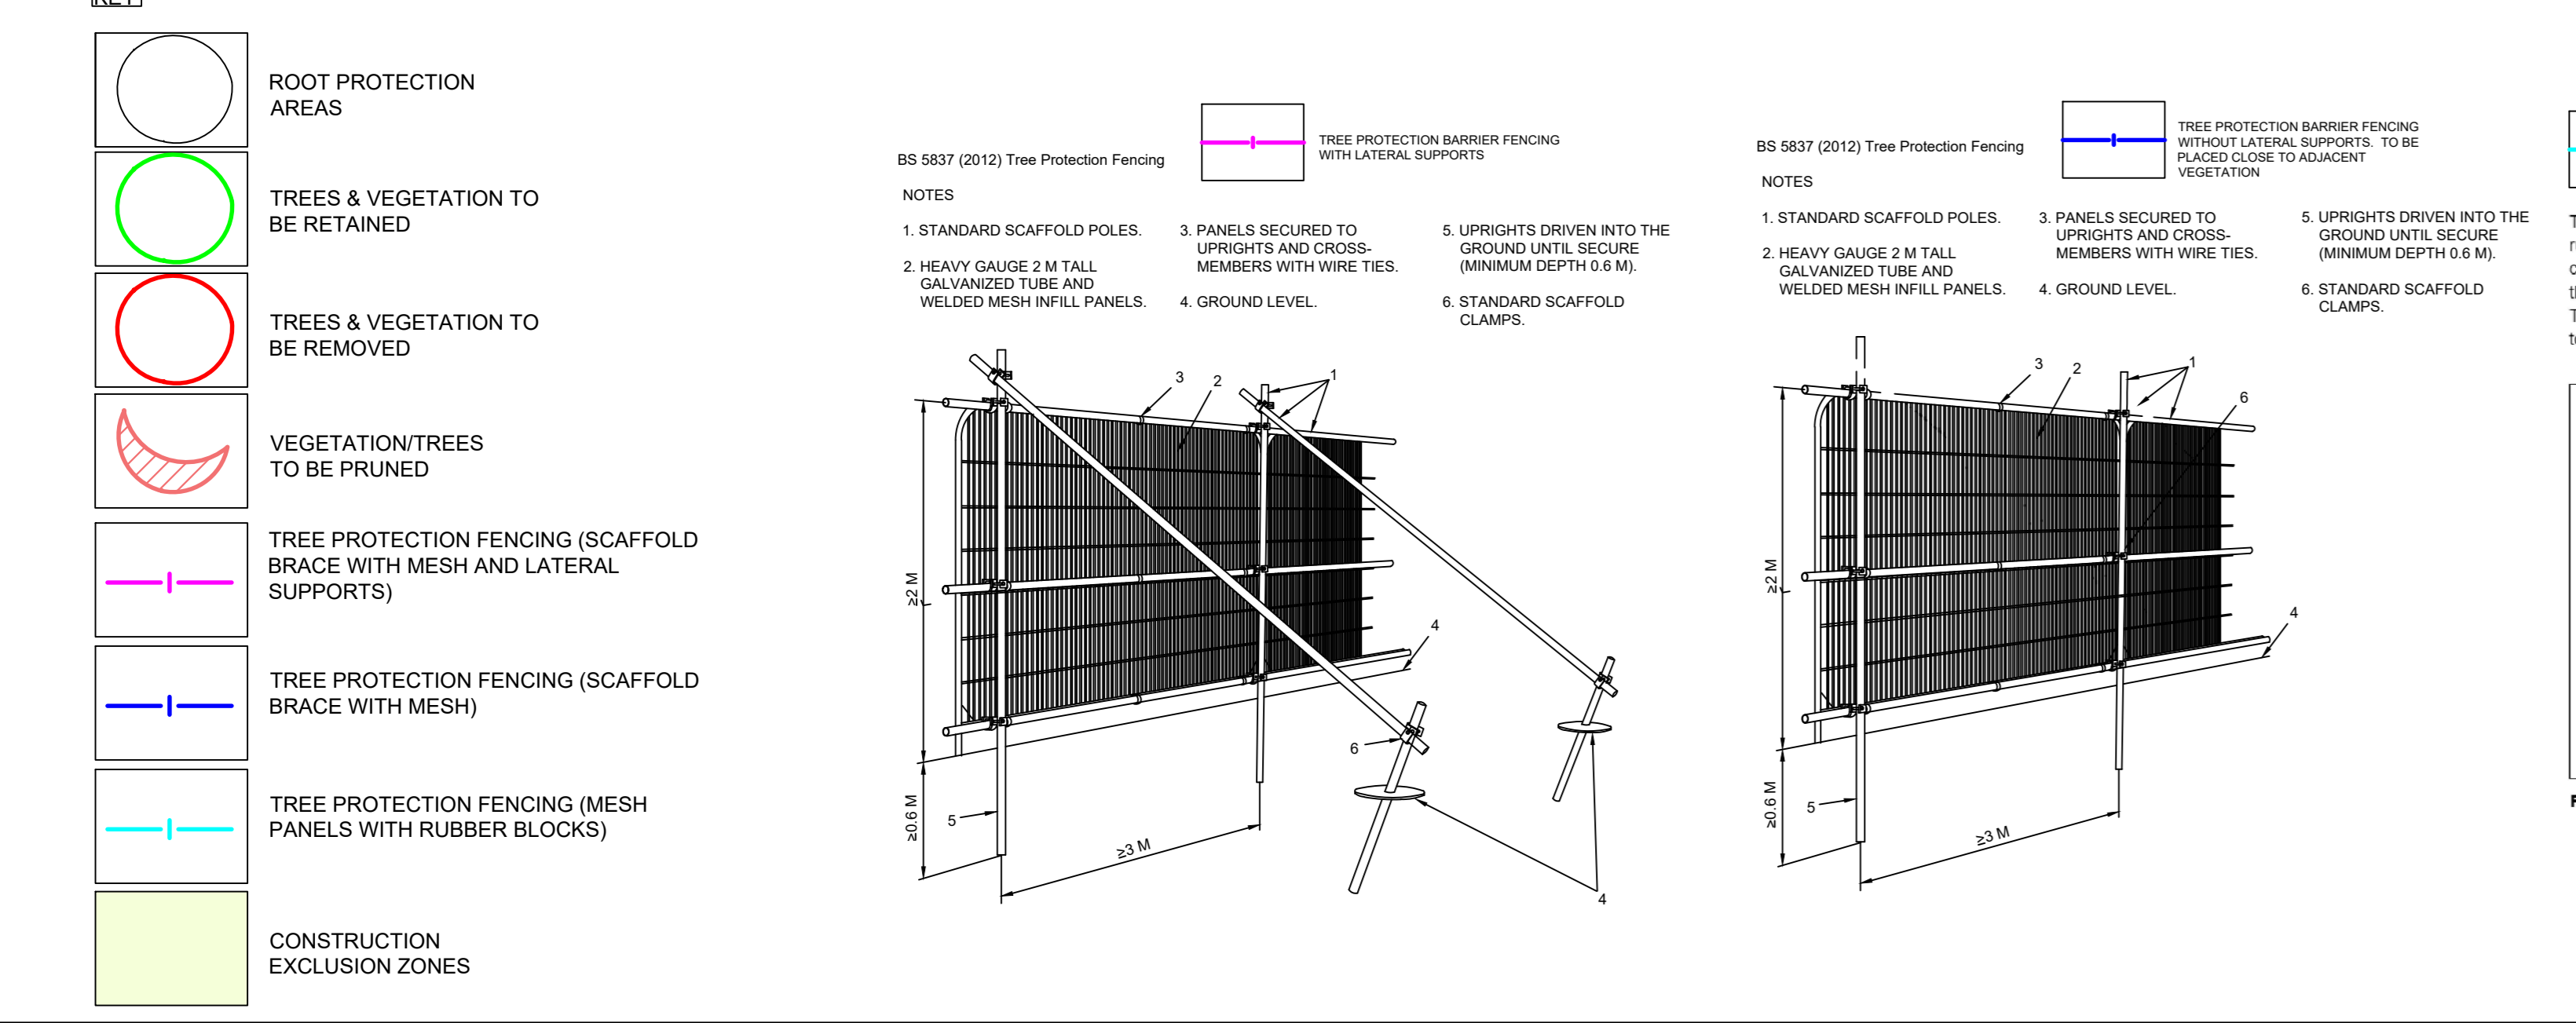 KEY
ROOT PROTECTION
AREAS
TREES & VEGETATION TO
BE RETAINED
TREES & VEGETATION TO
BE REMOVED
VEGETATION/TREES
TO BE PRUNED
TREE PROTECTION FENCING (SCAFFOLD
BRACE WITH MESH AND LATERAL
SUPPORTS)
TREE PROTECTION FENCING (SCAFFOLD
BRACE WITH MESH)
TREE PROTECTION FENCING (MESH
PANELS WITH RUBBER BLOCKS)
CONSTRUCTION
EXCLUSION ZONES
BS 5837 (2012) Tree Protection Fencing
TREE PROTECTION BARRIER FENCING
WITH LATERAL SUPPORTS
NOTES
1. STANDARD SCAFFOLD POLES.
2. HEAVY GAUGE 2 M TALL
GALVANIZED TUBE AND
WELDED MESH INFILL PANELS.
3. PANELS SECURED TO
UPRIGHTS AND CROSS-
MEMBERS WITH WIRE TIES.
4. GROUND LEVEL.
5. UPRIGHTS DRIVEN INTO THE
GROUND UNTIL SECURE
(MINIMUM DEPTH 0.6 M).
6. STANDARD SCAFFOLD
CLAMPS.
3
2
1
≥2 M
4
6
≥0.6 M
5
≥3 M
4
BS 5837 (2012) Tree Protection Fencing
TREE PROTECTION BARRIER FENCING
WITHOUT LATERAL SUPPORTS. TO BE
PLACED CLOSE TO ADJACENT
VEGETATION
NOTES
1. STANDARD SCAFFOLD POLES.
2. HEAVY GAUGE 2 M TALL
GALVANIZED TUBE AND
WELDED MESH INFILL PANELS.
3. PANELS SECURED TO
UPRIGHTS AND CROSS-
MEMBERS WITH WIRE TIES.
4. GROUND LEVEL.
5. UPRIGHTS DRIVEN INTO THE
GROUND UNTIL SECURE
(MINIMUM DEPTH 0.6 M).
6. STANDARD SCAFFOLD
CLAMPS.
3
2
1
6
≥2 M
4
≥0.6 M
5
≥3 M